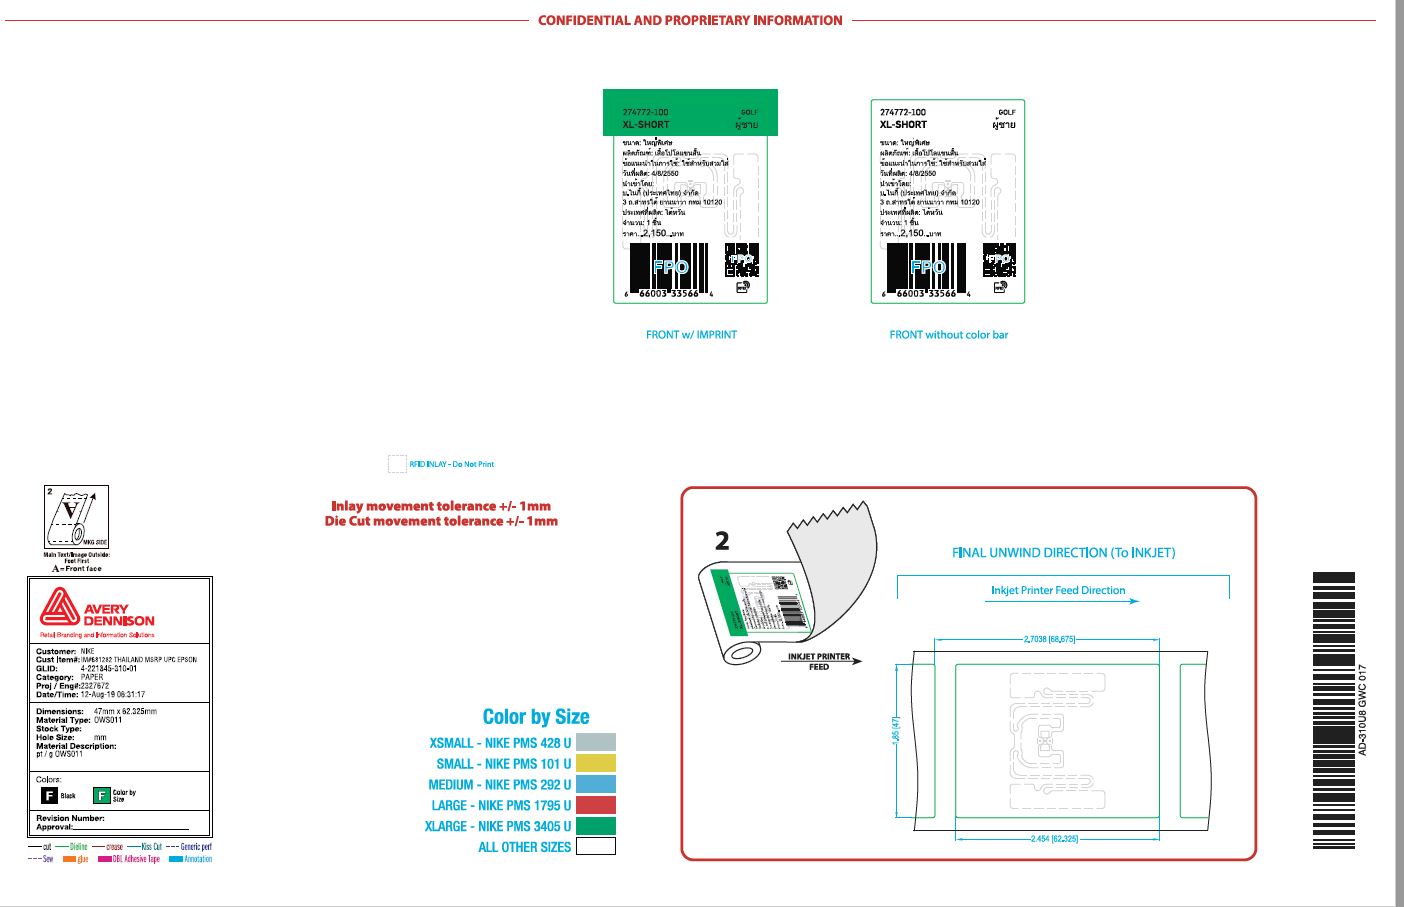 CONFIDENTIAL AND PROPRIETARY INFORMATION
274772-100 GOLF
XL-SHORT ผู้ชาย
ขนาด: ใหญ่พิเศษ
ผลิตภัณฑ์: เสื้อโปโลแขนสั้น
ข้อแนะนำในการใช้: ใช้สำหรับสวมใส่
วันที่ผลิต: 4/8/2550
นำเข้าโดย:
บ.ไนกี้ (ประเทศไทย) จำกัด
3 ถ.สาทรใต้ ยานนาวา กทม 10120
ประเทศที่ผลิต: ไต้หวัน
จำนวน: 1 ชิ้น
ราคา...2,150...บาท
FPO FPO
6 66003 33566 4
RFID
FRONT w/ IMPRINT
274772-100 GOLF
XL-SHORT ผู้ชาย
ขนาด: ใหญ่พิเศษ
ผลิตภัณฑ์: เสื้อโปโลแขนสั้น
ข้อแนะนำในการใช้: ใช้สำหรับสวมใส่
วันที่ผลิต: 4/8/2550
นำเข้าโดย:
บ.ไนกี้ (ประเทศไทย) จำกัด
3 ถ.สาทรใต้ ยานนาวา กทม 10120
ประเทศที่ผลิต: ไต้หวัน
จำนวน: 1 ชิ้น
ราคา...2,150...บาท
FPO FPO
6 66003 33566 4
RFID
FRONT without color bar
RFID INLAY - Do Not Print
Inlay movement tolerance +/- 1mm
Die Cut movement tolerance +/- 1mm
2
A
MKG SIDE
Main Text/Image Outside:
Foot First
A=Front face
AVERY
DENNISON
Retail Branding and Information Solutions
Customer: NIKE
Cust Item#: IM#681282 THAILAND MSRP UPC EPSON
GLID: 4-221845-310-01
Category: PAPER
Proj / Eng#: 2327672
Date/Time: 12-Aug-19 06:31:17
Dimensions: 47mm x 62.325mm
Material Type: OWS011
Stock Type:
Hole Size: mm
Material Description:
pt / g OWS011
Colors:
F Black
F Color by
Size
Revision Number:
Approval:
cut Dieline crease Kiss Cut Generic perf
Sew glue DBL Adhesive Tape Annotation
Color by Size
XSMALL - NIKE PMS 428 U
SMALL - NIKE PMS 101 U
MEDIUM - NIKE PMS 292 U
LARGE - NIKE PMS 1795 U
XLARGE - NIKE PMS 3405 U
ALL OTHER SIZES
2
INKJET PRINTER
FEED
FINAL UNWIND DIRECTION (To INKJET)
Inkjet Printer Feed Direction
2.7038 [68.675]
1.85 [47]
2.454 [62.325]
AD-310U8 GWC 017